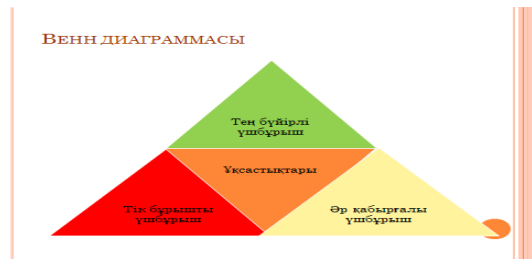 ВЕНН ДИАГРАММАСЫ
Тең бүйірлі
үшбұрыш
Ұқсастықтары
Тік бұрышты
үшбұрыш
Әр қабырғалы
үшбұрыш